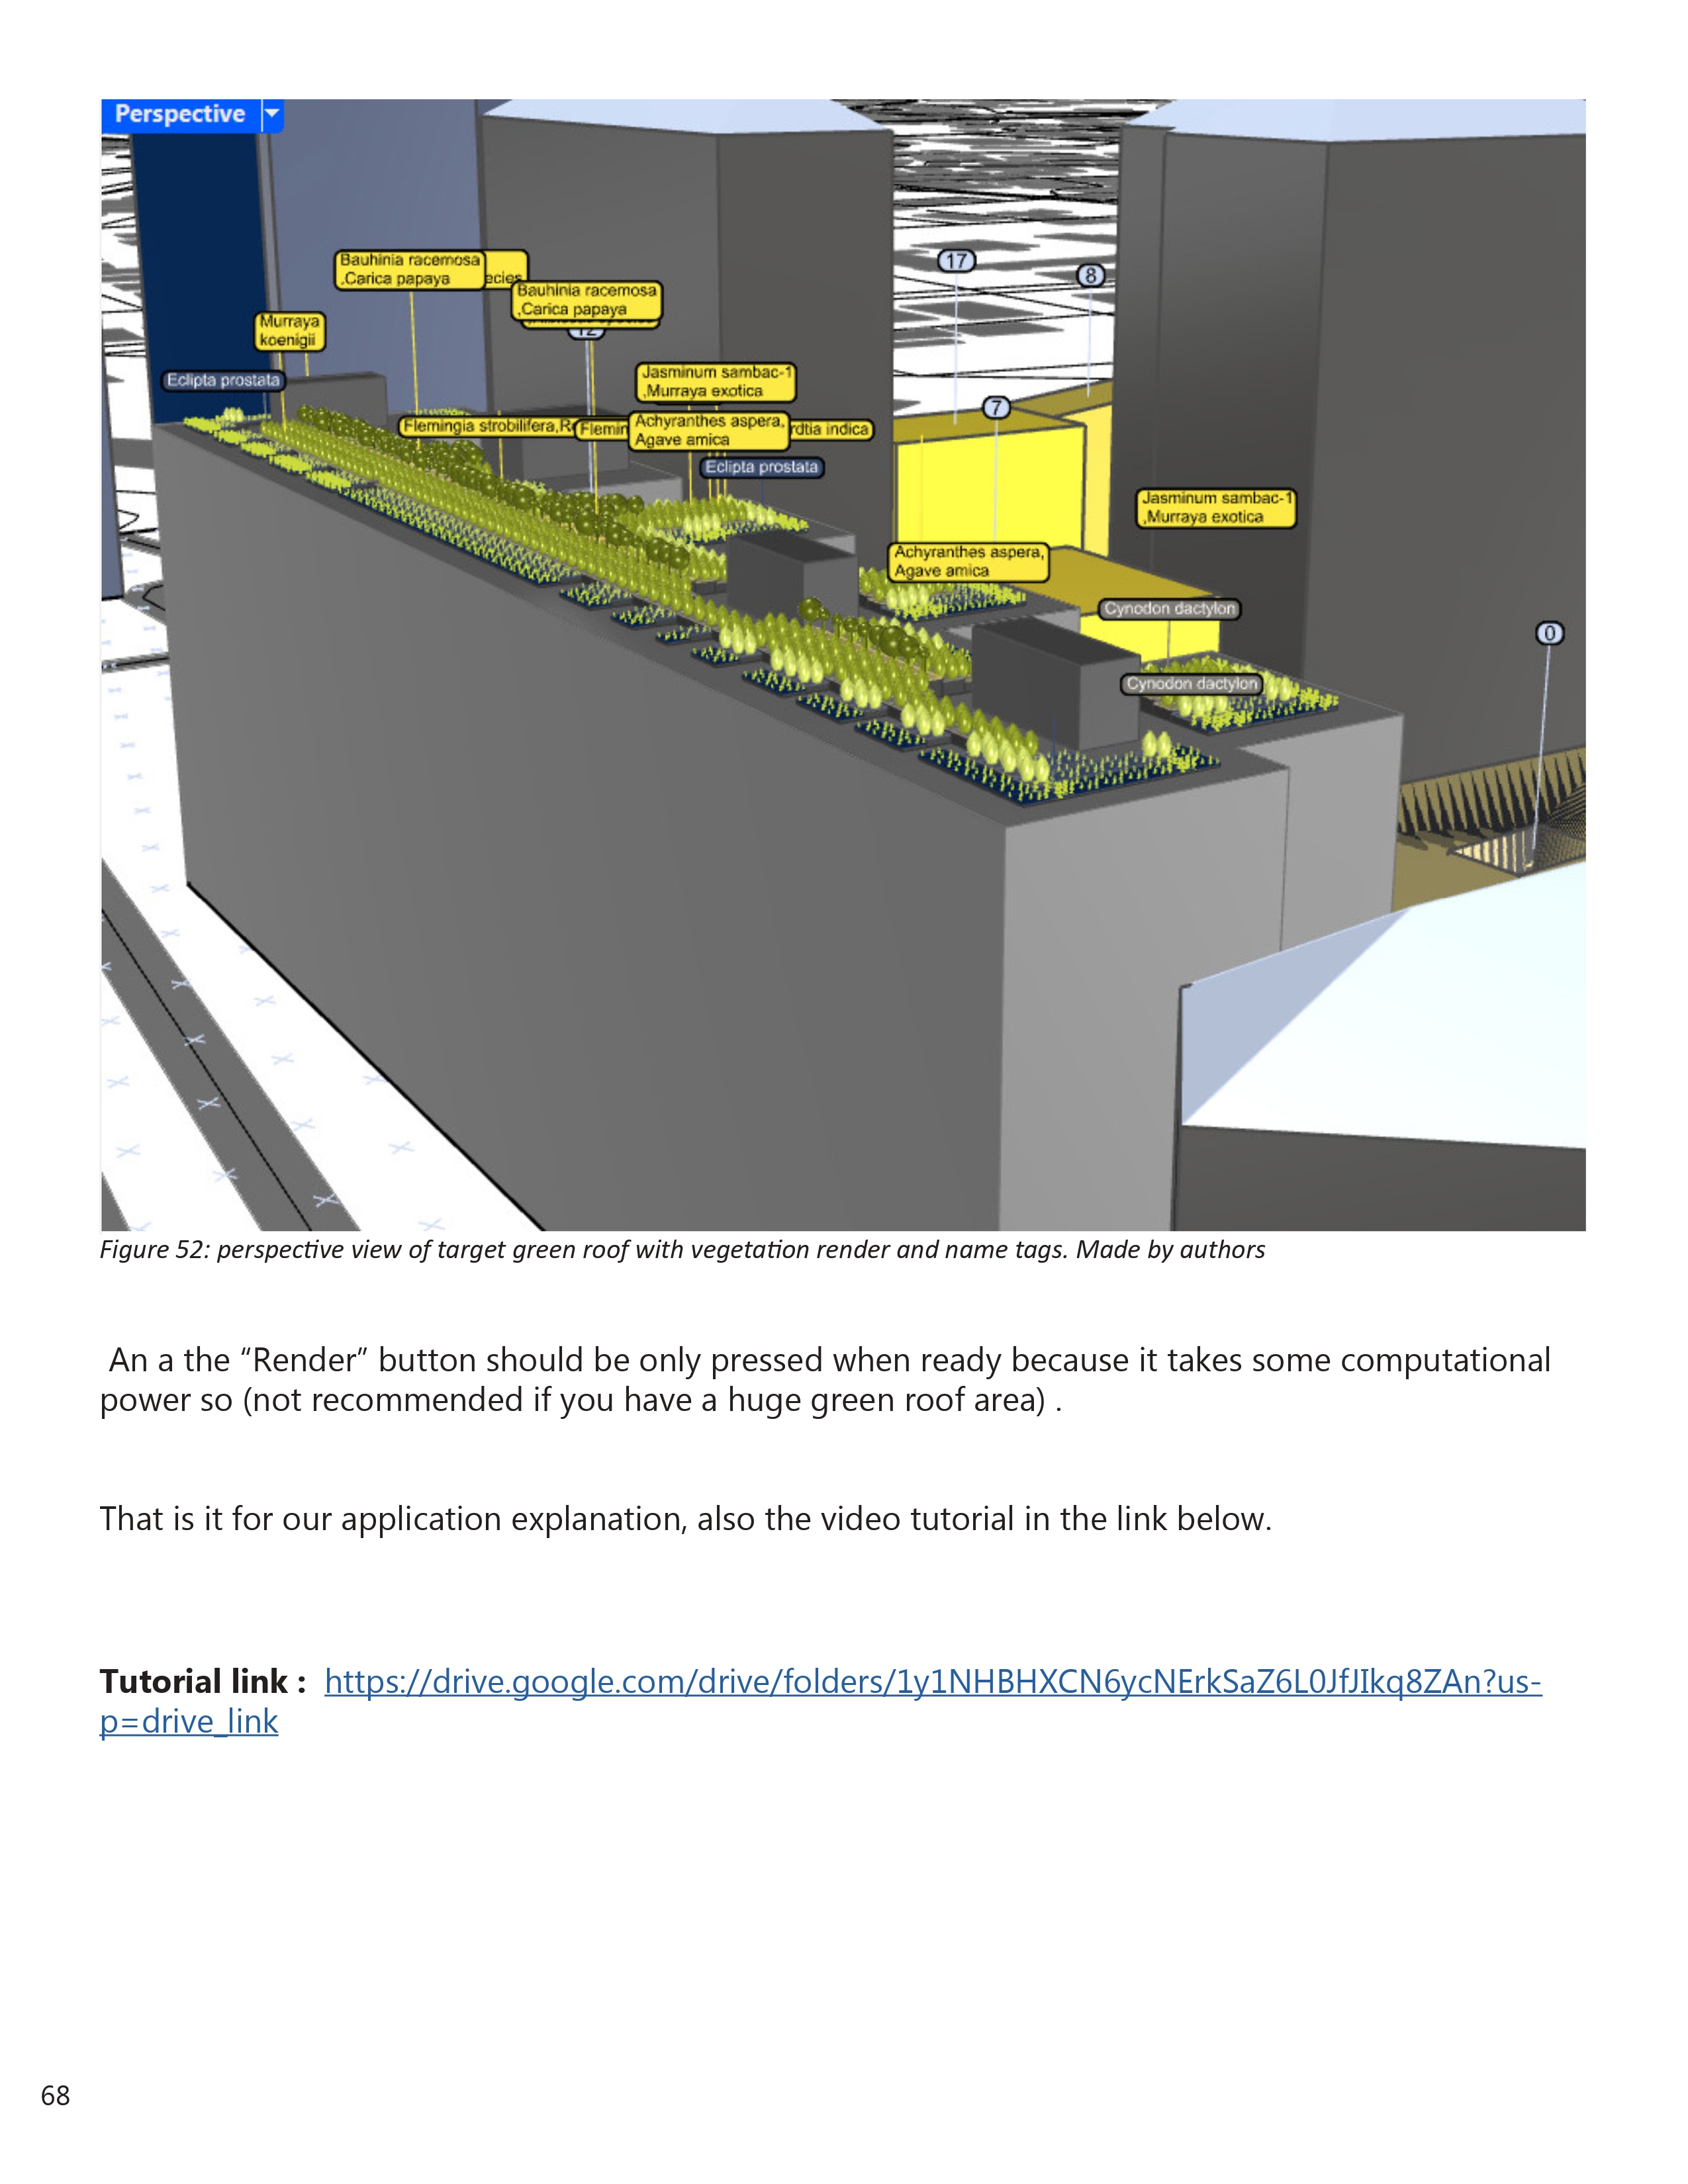 Perspective
17
8
Bauhinia racemosa
,Carica papaya
ecies
Bauhinia racemosa
,Carica papaya
12
Murraya
koenigii
Eclipta prostata
Jasminum sambac-1
,Murraya exotica
7
Flemingia strobilifera,R
Flemin
Achyranthes aspera,
Agave amica
rdtia indica
Eclipta prostata
Jasminum sambac-1
,Murraya exotica
Achyranthes aspera,
Agave amica
Cynodon dactylon
0
Cynodon dactylon
Figure 52: perspective view of target green roof with vegetation render and name tags. Made by authors
An a the “Render” button should be only pressed when ready because it takes some computational
power so (not recommended if you have a huge green roof area) .
That is it for our application explanation, also the video tutorial in the link below.
Tutorial link : https://drive.google.com/drive/folders/1y1NHBHXCN6ycNErkSaZ6L0JfJIkq8ZAn?us-
p=drive_link
68